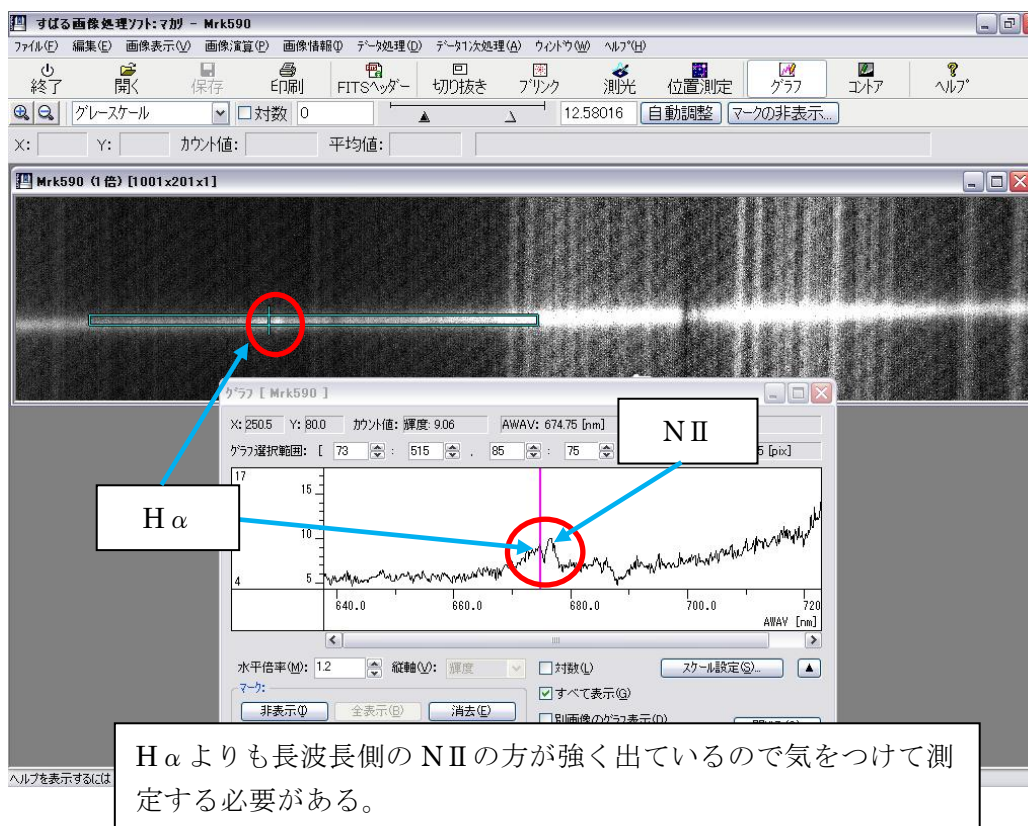 すばる画像処理ソフト:マカリ - Mrk590
ファイル(F) 編集(E) 画像表示(V) 画像演算(P) 画像情報(I) データ処理(D) データ1次処理(A) ウィンドウ(W) ヘルプ(H)
終了 開く 保存 印刷 FITSヘッダー 切り抜き ブリンク 測光 位置測定 グラフ コントア ヘルプ
グレースケール 対数 0 12.58016 自動調整 マークの非表示...
X: Y: カウント値: 平均値:
Mrk590 (1倍) [1001x201x1]
グラフ [ Mrk590 ]
X: 250.5 Y: 80.0 カウント値: 輝度: 9.06 AWAV: 674.75 [nm]
NⅡ
グラフ選択範囲: [ 73 : 515 , 85 : 75 5 [pix]
17
15
Hα
10
4 5
640.0 660.0 680.0 700.0 720
AWAV [nm]
水平倍率(M): 1.2 縦軸(V): 輝度 対数(L) スケール設定(S)... ▲
マーク:
すべて表示(G)
非表示(I) 全表示(B) 消去(E)
別画像のグラフ表示(D)
Hαよりも長波長側のNⅡの方が強く出ているので気をつけて測
定する必要がある。
ヘルプを表示するには